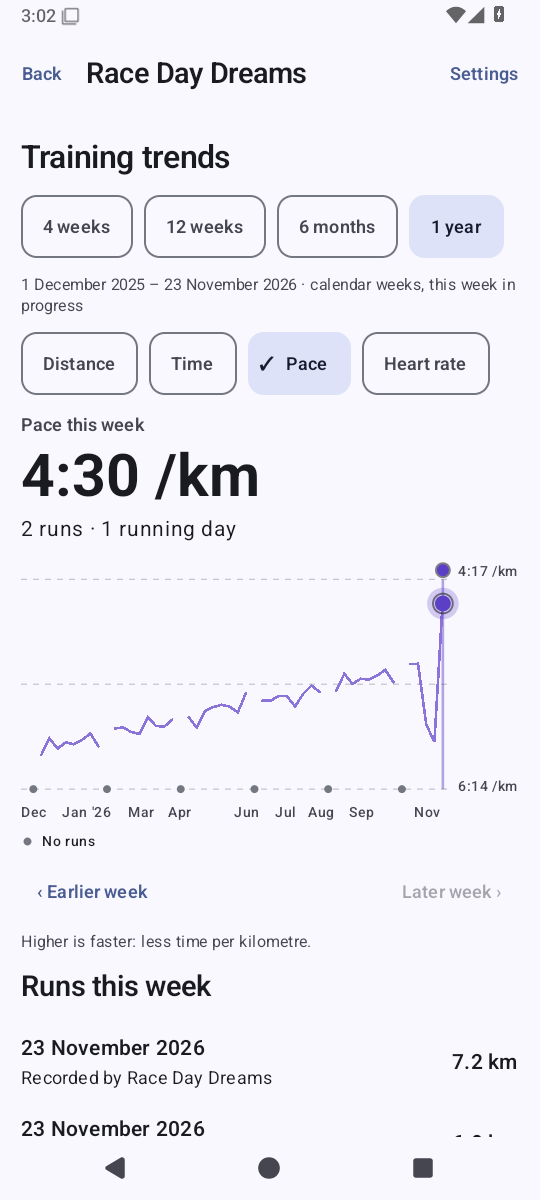 3:02
Back
Race Day Dreams
Settings
Training trends
4 weeks
12 weeks
6 months
1 year
1 December 2025 – 23 November 2026 · calendar weeks, this week in
progress
Distance
Time
✓ Pace
Heart rate
Pace this week
4:30 /km
2 runs · 1 running day
4:17 /km
6:14 /km
Dec Jan '26 Mar Apr Jun Jul Aug Sep Nov
No runs
‹ Earlier week
Later week ›
Higher is faster: less time per kilometre.
Runs this week
23 November 2026
Recorded by Race Day Dreams
7.2 km
23 November 2026